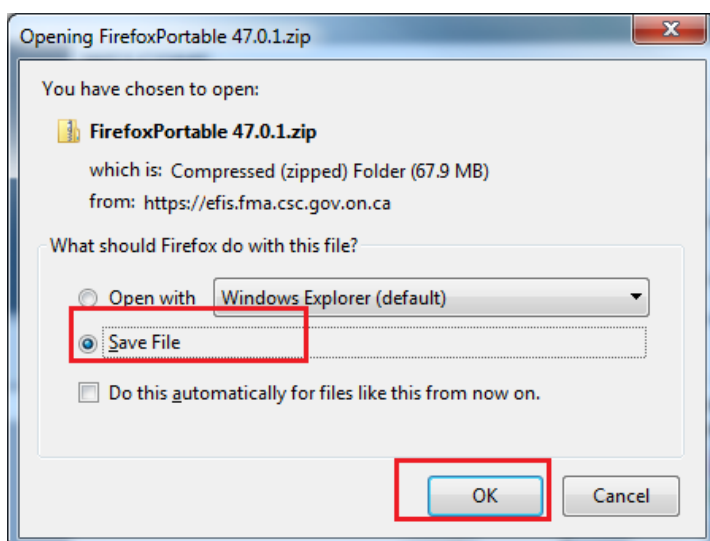 Opening FirefoxPortable 47.0.1.zip
You have chosen to open:
FirefoxPortable 47.0.1.zip
which is: Compressed (zipped) Folder (67.9 MB)
from: https://efis.fma.csc.gov.on.ca
What should Firefox do with this file?
Open with Windows Explorer (default)
Save File
Do this automatically for files like this from now on.
OK Cancel